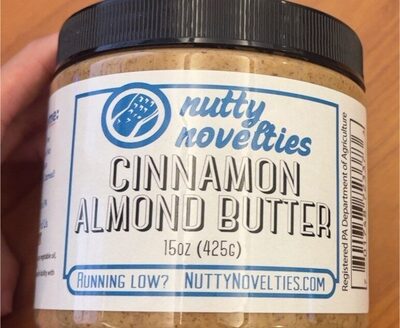 nutty
novelties
CINNAMON
ALMOND BUTTER
15oz (425G)
RUNNING LOW? NUTTYNOVELTIES.COM
Registered PA Department of Agriculture